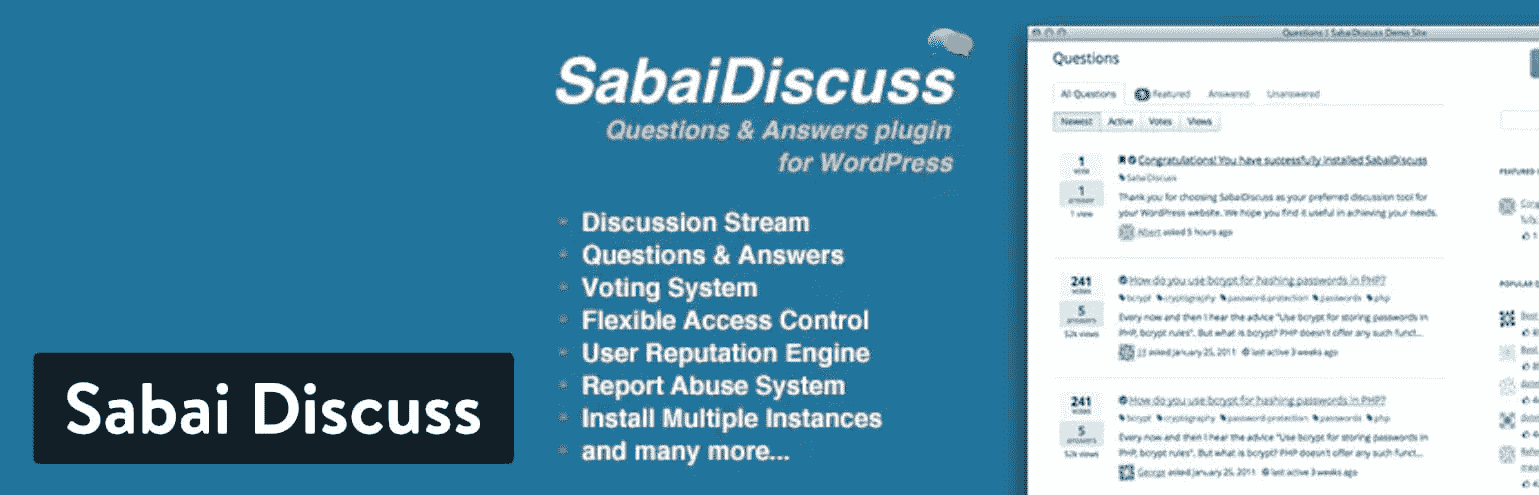 SabaiDiscuss
Questions & Answers plugin
for WordPress
Discussion Stream
Questions & Answers
Voting System
Flexible Access Control
User Reputation Engine
Report Abuse System
Install Multiple Instances
and many more...
Sabai Discuss
Questions | SabaiDiscuss Demo Site
Questions
All Questions Featured Answered Unanswered
Newest Active Votes Views
1
vote
1
answer
1 view
Congratulations! You have successfully installed SabaiDiscuss
SabaiDiscuss
Thank you for choosing SabaiDiscuss as your preferred discussion tool for
your WordPress website. We hope you find it useful in achieving your needs.
Albert asked 5 hours ago
241
votes
5
answers
52k views
How do you use bcrypt for hashing passwords in PHP?
bcrypt cryptography password-protection passwords php
Every now and then I hear the advice "Use bcrypt for storing passwords in
PHP, bcrypt rules". But what is bcrypt? PHP doesn't offer any such funct...
JJ asked January 25, 2011 last active 3 weeks ago
241
votes
5
answers
52k views
How do you use bcrypt for hashing passwords in PHP?
bcrypt cryptography password-protection passwords php
Every now and then I hear the advice "Use bcrypt for storing passwords in
PHP, bcrypt rules". But what is bcrypt? PHP doesn't offer any such funct...
George asked January 25, 2011 last active 3 weeks ago
FEATURED
POPULAR